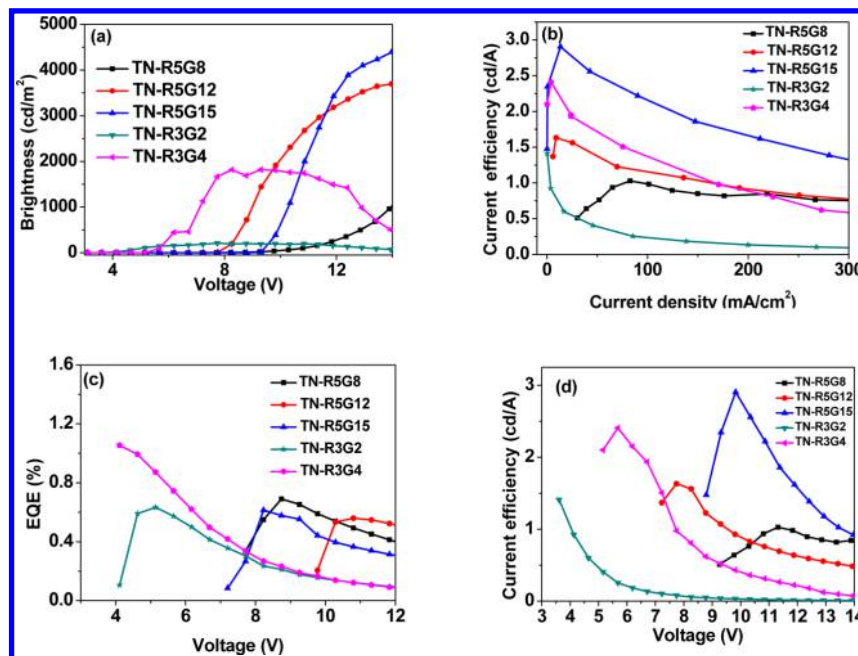 (a)
5000
4000
3000
2000
1000
0
Brightness (cd/m²)
TN-R5G8
TN-R5G12
TN-R5G15
TN-R3G2
TN-R3G4
4 8 12
Voltage (V)
(b)
3.0
2.5
2.0
1.5
1.0
0.5
0.0
Current efficiency (cd/A)
TN-R5G8
TN-R5G12
TN-R5G15
TN-R3G2
TN-R3G4
0 100 200 300
Current density (mA/cm²)
(c)
1.6
1.2
0.8
0.4
0.0
EQE (%)
TN-R5G8
TN-R5G12
TN-R5G15
TN-R3G2
TN-R3G4
4 6 8 10 12
Voltage (V)
(d)
3
2
1
0
Current efficiency (cd/A)
TN-R5G8
TN-R5G12
TN-R5G15
TN-R3G2
TN-R3G4
3 4 5 6 7 8 9 10 11 12 13 14
Voltage (V)